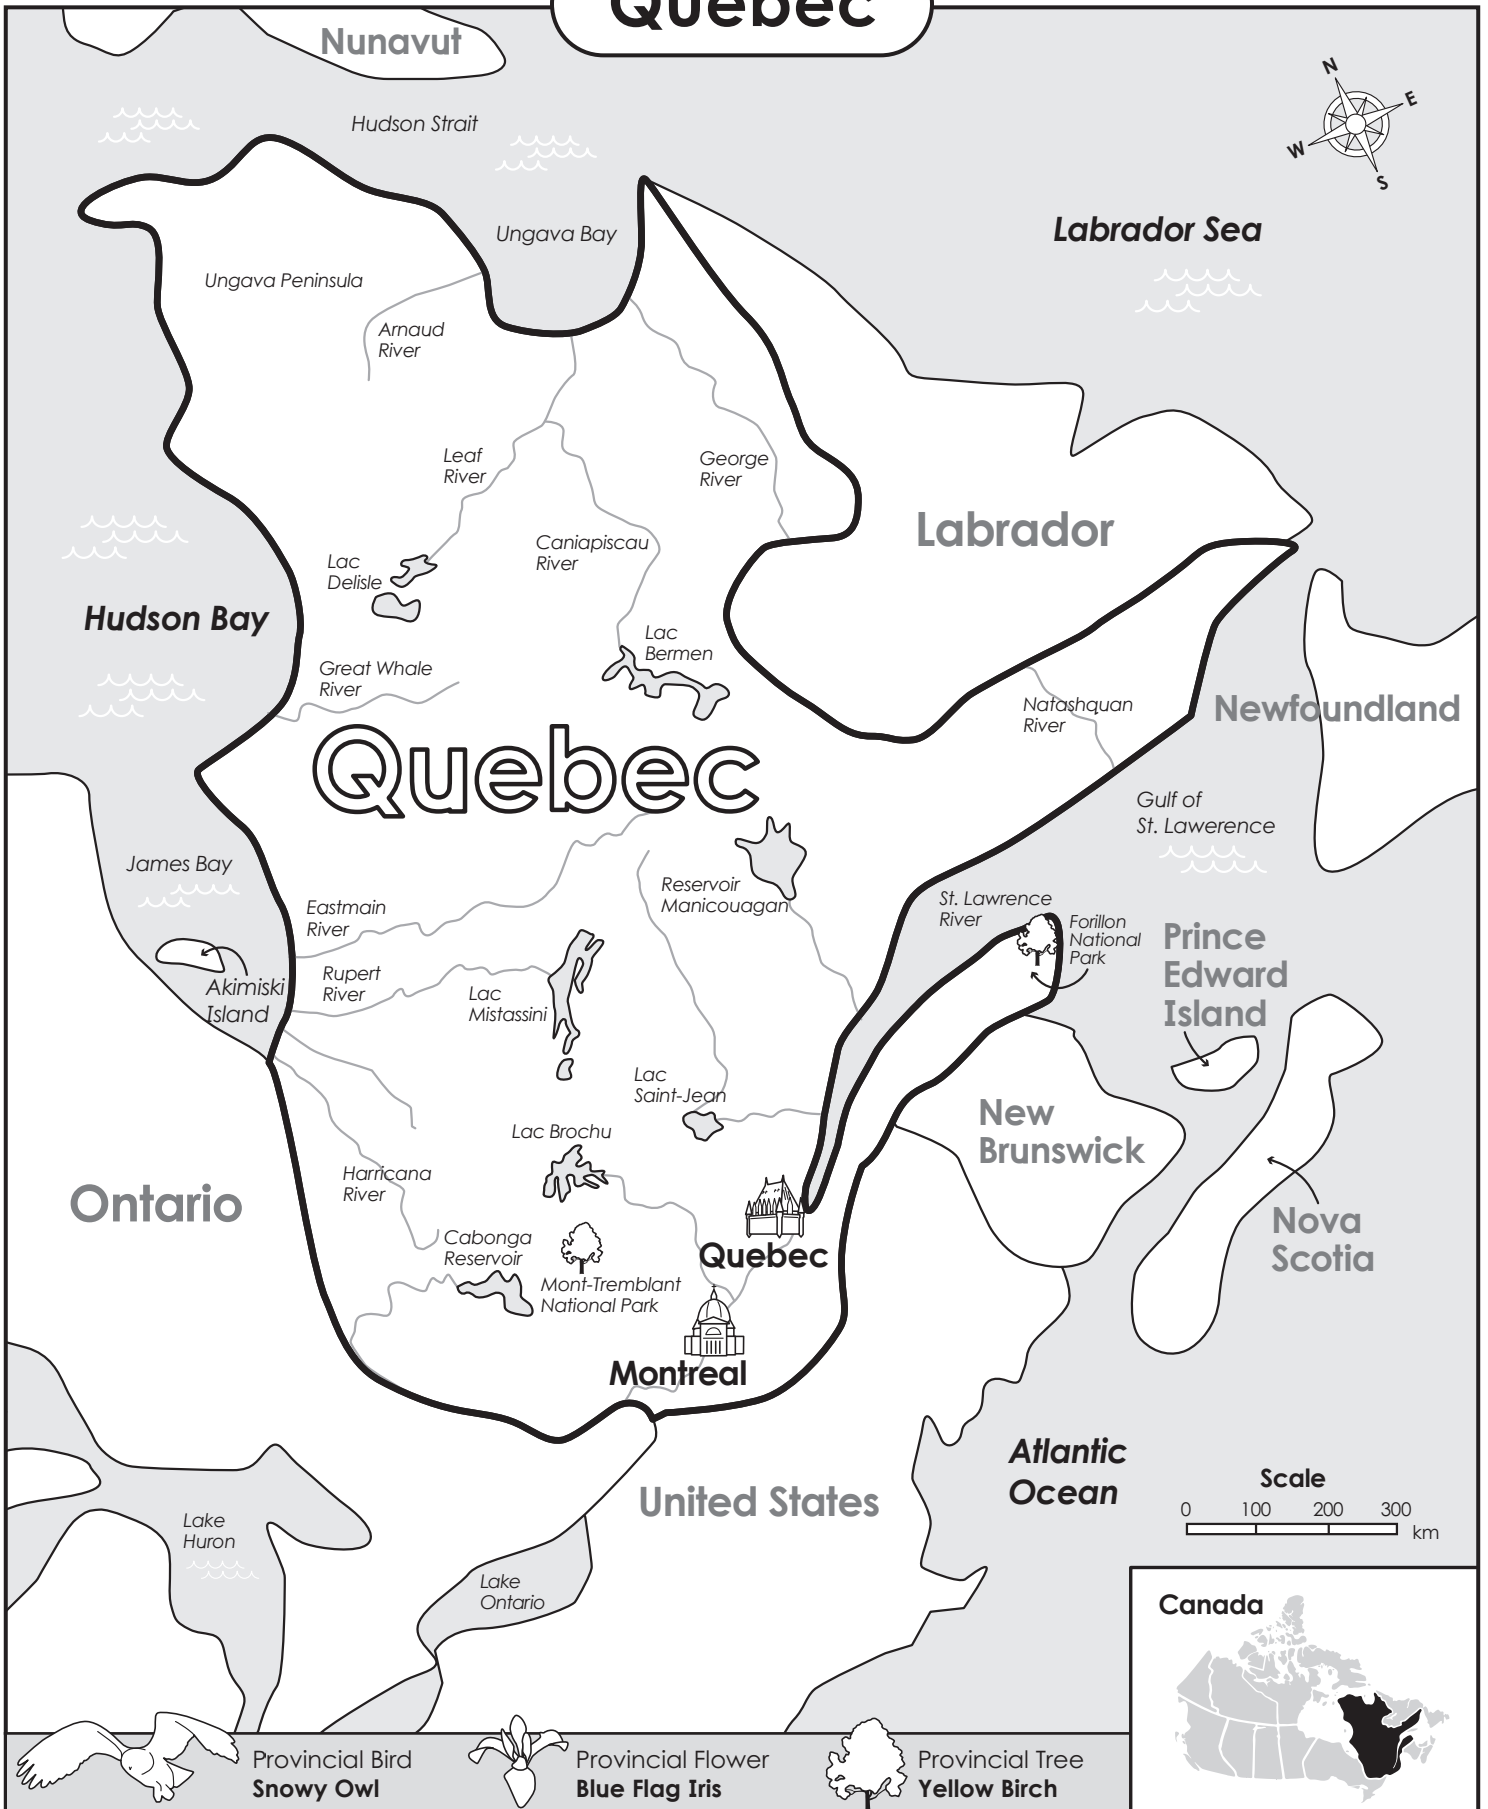 Quebec
Nunavut
Hudson Strait
N
E
W
S
Labrador Sea
Ungava Bay
Ungava Peninsula
Arnaud
River
Leaf
River
George
River
Labrador
Caniapiscau
River
Lac
Delisle
Hudson Bay
Lac
Bermen
Great Whale
River
Natashquan
River
Newfoundland
Quebec
Gulf of
St. Lawerence
James Bay
Reservoir
Manicouagan
Eastmain
River
St. Lawrence
River
Forillon
National
Park
Prince
Edward
Island
Akimiski
Island
Rupert
River
Lac
Mistassini
Lac
Saint-Jean
New
Brunswick
Lac Brochu
Harricana
River
Ontario
Nova
Scotia
Cabonga
Reservoir
Quebec
Mont-Tremblant
National Park
Montreal
Atlantic
Ocean
Scale
0 100 200 300
km
United States
Lake
Huron
Lake
Ontario
Canada
Provincial Bird
Snowy Owl
Provincial Flower
Blue Flag Iris
Provincial Tree
Yellow Birch